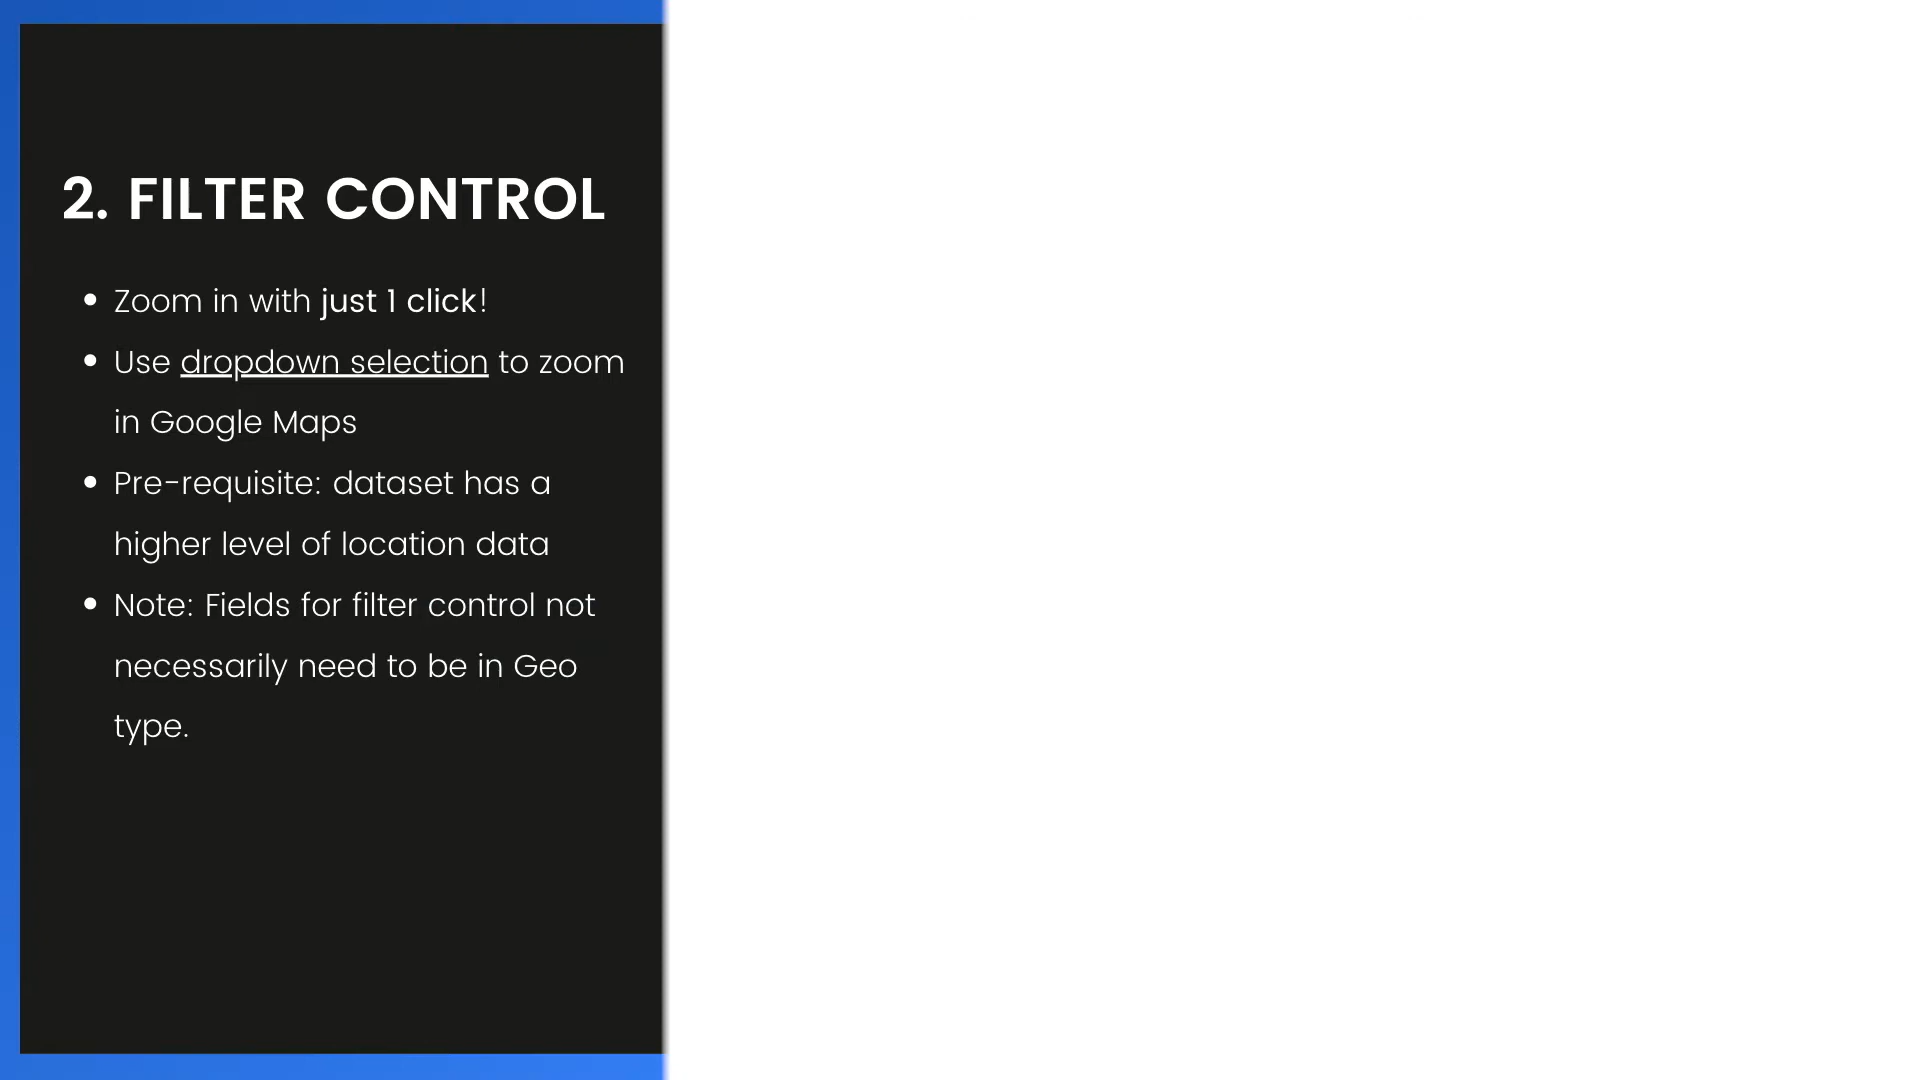 2. FILTER CONTROL
• Zoom in with just 1 click!
• Use dropdown selection to zoom
in Google Maps
• Pre-requisite: dataset has a
higher level of location data
• Note: Fields for filter control not
necessarily need to be in Geo
type.